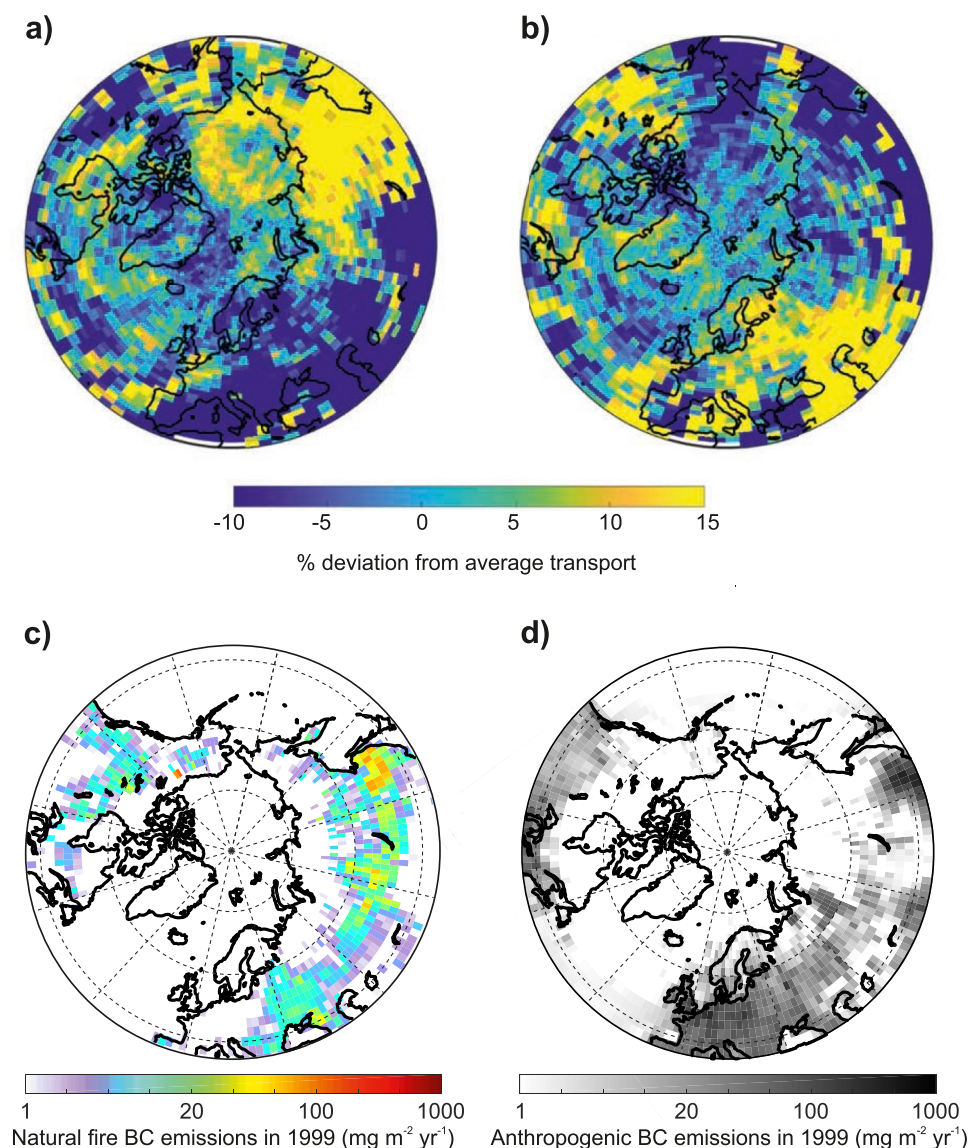 a) b)
-10 -5 0 5 10 15
% deviation from average transport
c) d)
1 20 100 1000 1 20 100 1000
Natural fire BC emissions in 1999 (mg m⁻² yr⁻¹) Anthropogenic BC emissions in 1999 (mg m⁻² yr⁻¹)